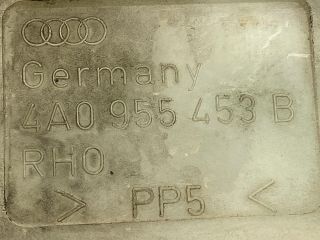 Germany
4A0 955 453 B
RHO
> PP5 <